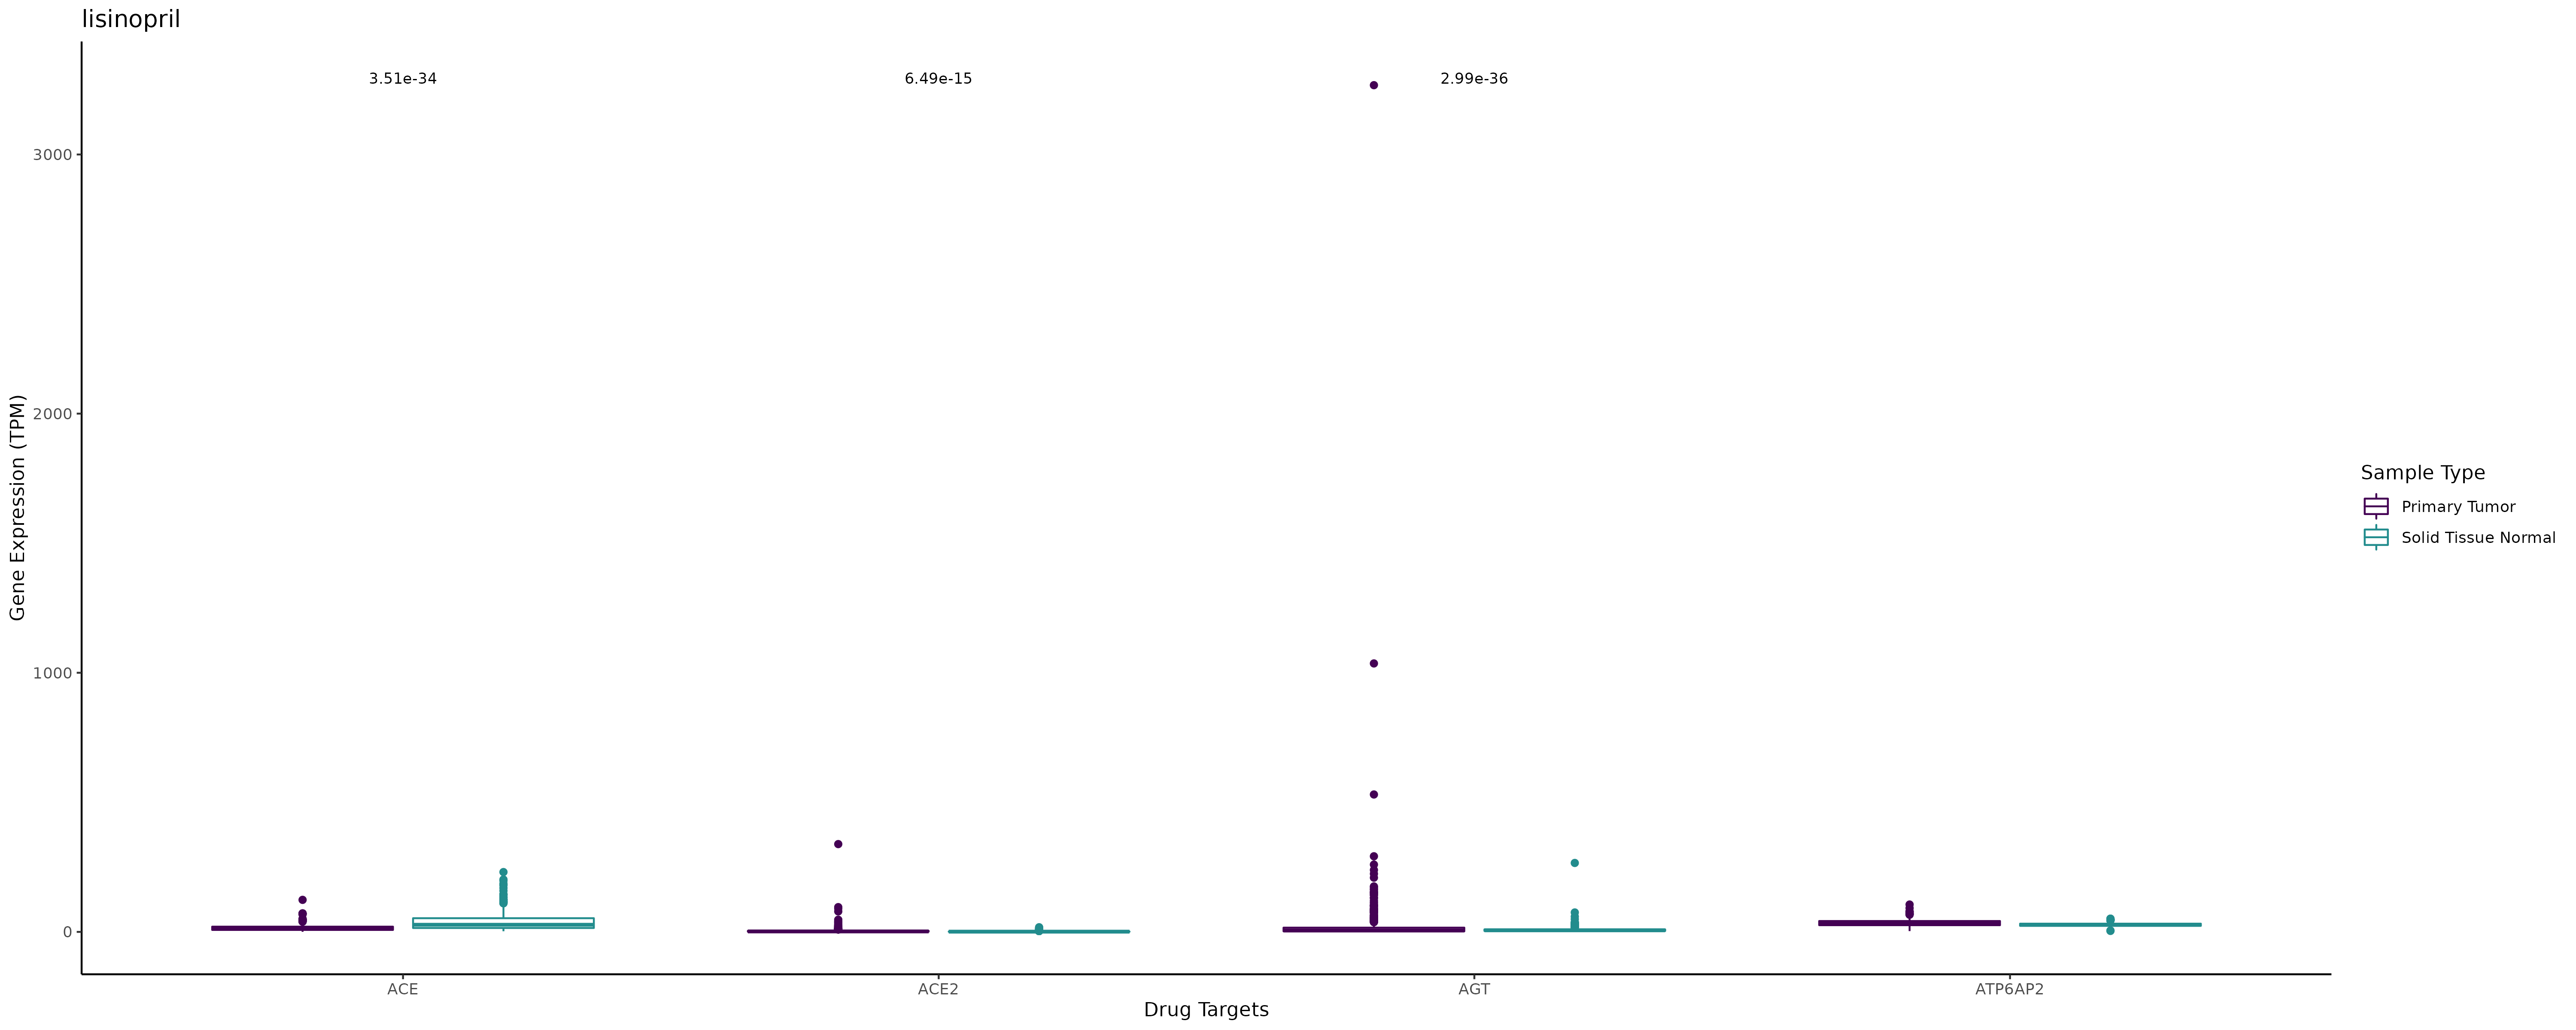 lisinopril
3.51e-34
6.49e-15
2.99e-36
3000
2000
1000
0
Gene Expression (TPM)
ACE
ACE2
AGT
ATP6AP2
Drug Targets
Sample Type
Primary Tumor
Solid Tissue Normal